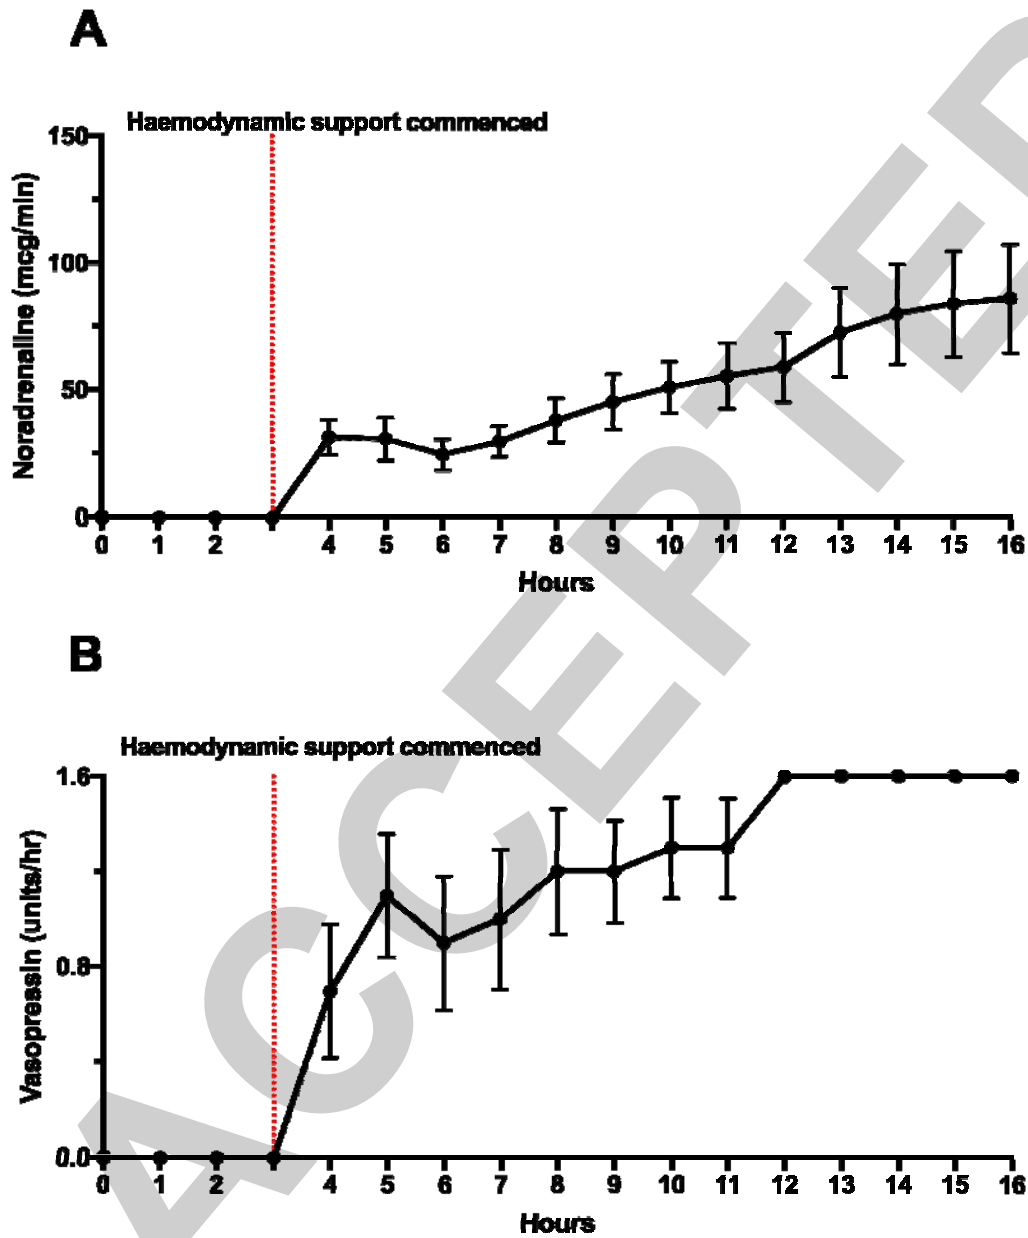 A
Haemodynamic support commenced
150
100
50
0
Noradrenaline (mcg/min)
0 1 2 3 4 5 6 7 8 9 10 11 12 13 14 15 16
Hours
B
Haemodynamic support commenced
1.6
0.8
0.0
Vasopressin (units/hr)
0 1 2 3 4 5 6 7 8 9 10 11 12 13 14 15 16
Hours
ACCEPTED